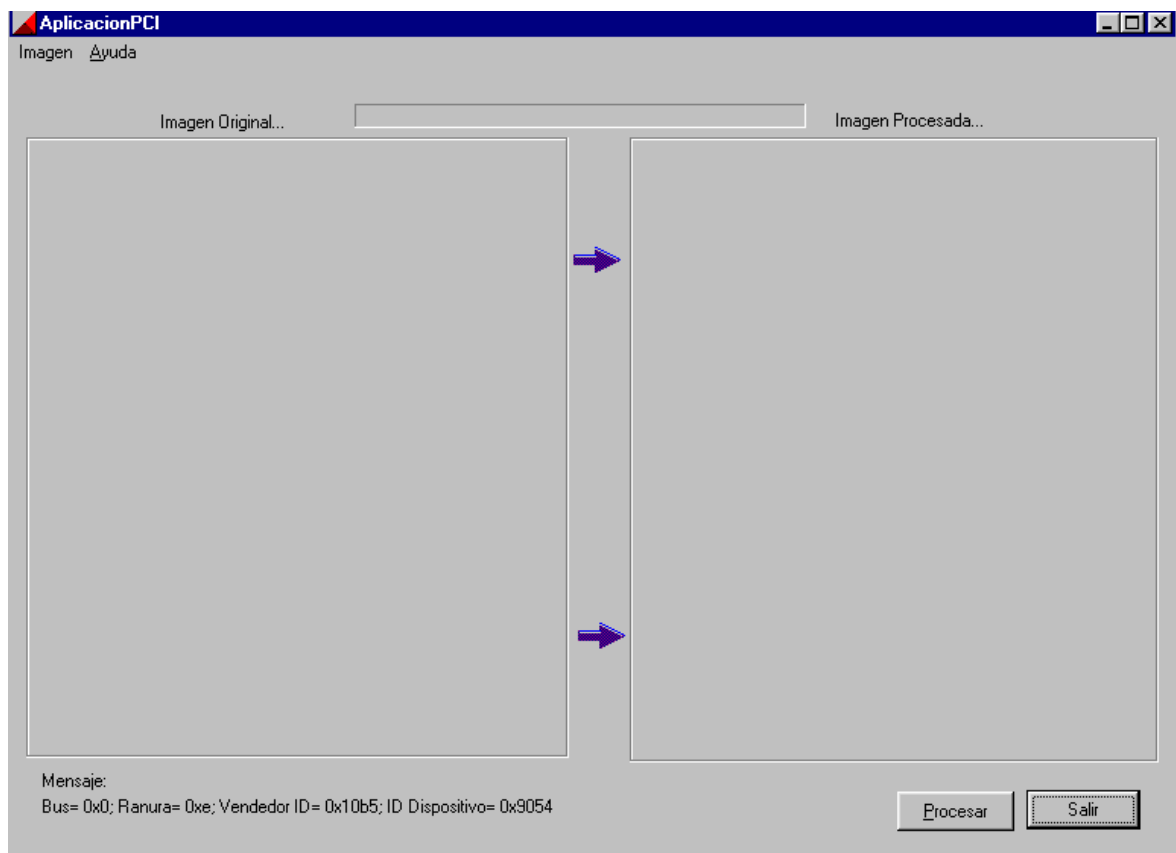 AplicacionPCI
Imagen Ayuda
Imagen Original...
Imagen Procesada...
Mensaje:
Bus= 0x0; Ranura= 0xe; Vendedor ID= 0x10b5; ID Dispositivo= 0x9054
Procesar
Salir